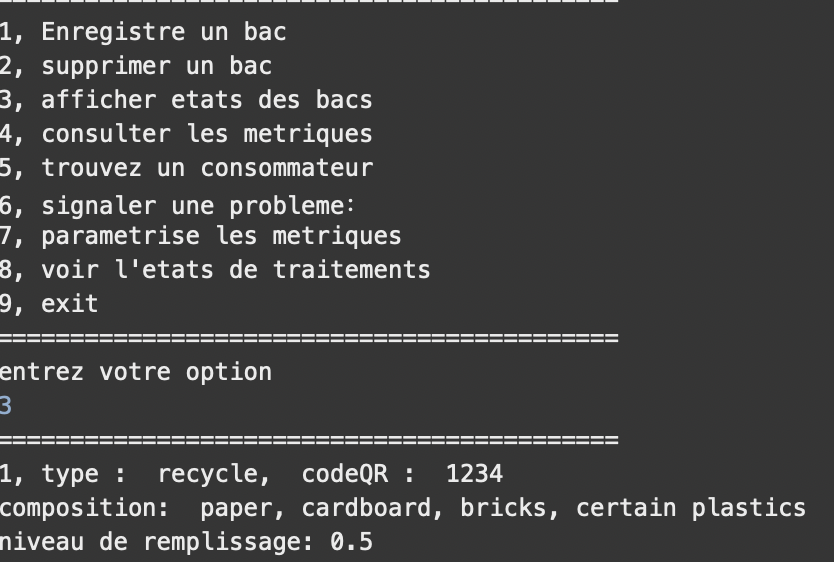 1, Enregistre un bac
2, supprimer un bac
3, afficher etats des bacs
4, consulter les metriques
5, trouvez un consommateur
6, signaler une probleme:
7, parametrise les metriques
8, voir l'etats de traitements
9, exit
===========================================
entrez votre option
3
===========================================
1, type :  recycle,  codeQR :  1234
composition:  paper, cardboard, bricks, certain plastics
niveau de remplissage: 0.5